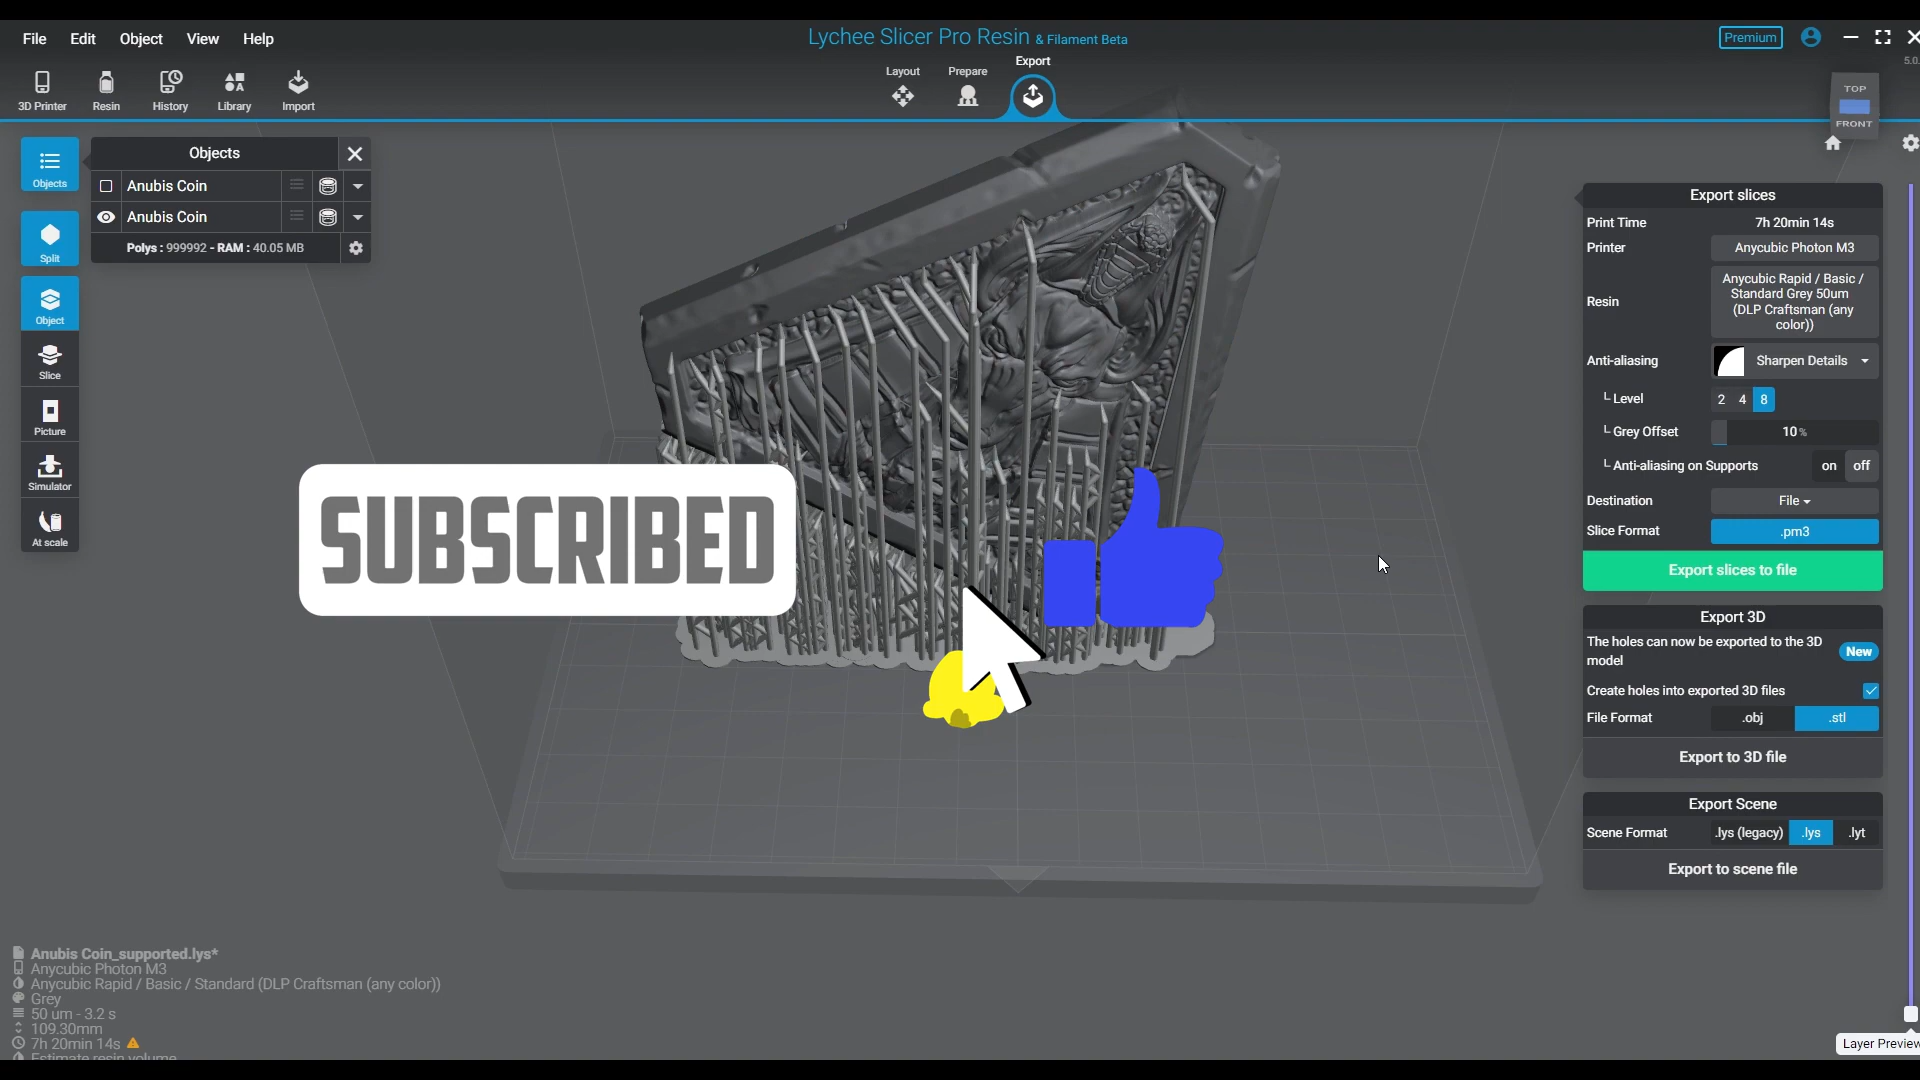 File Edit Object View Help
Lychee Slicer Pro Resin & Filament Beta
Premium
5.0.
3D Printer Resin History Library Import
Layout Prepare Export
TOP
FRONT
Objects
Objects
Anubis Coin
Anubis Coin
Polys : 999992 - RAM : 40.05 MB
Split
Object
Slice
Picture
Simulator
At scale
SUBSCRIBED
Export slices
Print Time 7h 20min 14s
Printer Anycubic Photon M3
Resin
Anycubic Rapid / Basic /
Standard Grey 50um
(DLP Craftsman (any
color))
Anti-aliasing Sharpen Details
Level 2 4 8
Grey Offset 10%
Anti-aliasing on Supports on off
Destination File
Slice Format .pm3
Export slices to file
Export 3D
The holes can now be exported to the 3D
model
New
Create holes into exported 3D files
File Format .obj .stl
Export to 3D file
Export Scene
Scene Format .lys (legacy) .lys .lyt
Export to scene file
Anubis Coin_supported.lys*
Anycubic Photon M3
Anycubic Rapid / Basic / Standard (DLP Craftsman (any color))
Grey
50 um - 3.2 s
109.30mm
7h 20min 14s
Estimate resin volume
Layer Preview